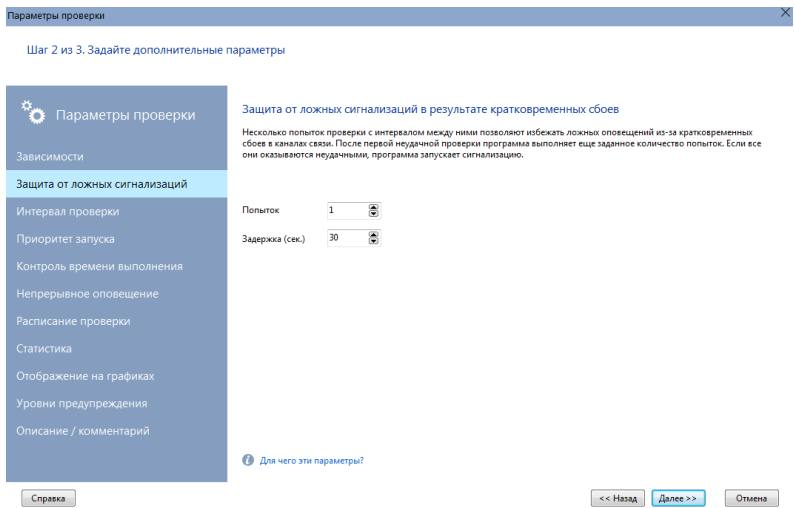 Параметры проверки
Шаг 2 из 3. Задайте дополнительные параметры
Параметры проверки
Зависимости
Защита от ложных сигнализаций
Интервал проверки
Приоритет запуска
Контроль времени выполнения
Непрерывное оповещение
Расписание проверки
Статистика
Отображение на графиках
Уровни предупреждения
Описание / комментарий
Защита от ложных сигнализаций в результате кратковременных сбоев
Несколько попыток проверки с интервалом между ними позволяют избежать ложных оповещений из-за кратковременных
сбоев в каналах связи. После первой неудачной проверки программа выполняет еще заданное количество попыток. Если все
они оказываются неудачными, программа запускает сигнализацию.
Попыток 1
Задержка (сек.) 30
Для чего эти параметры?
Справка
<< Назад
Далее >>
Отмена